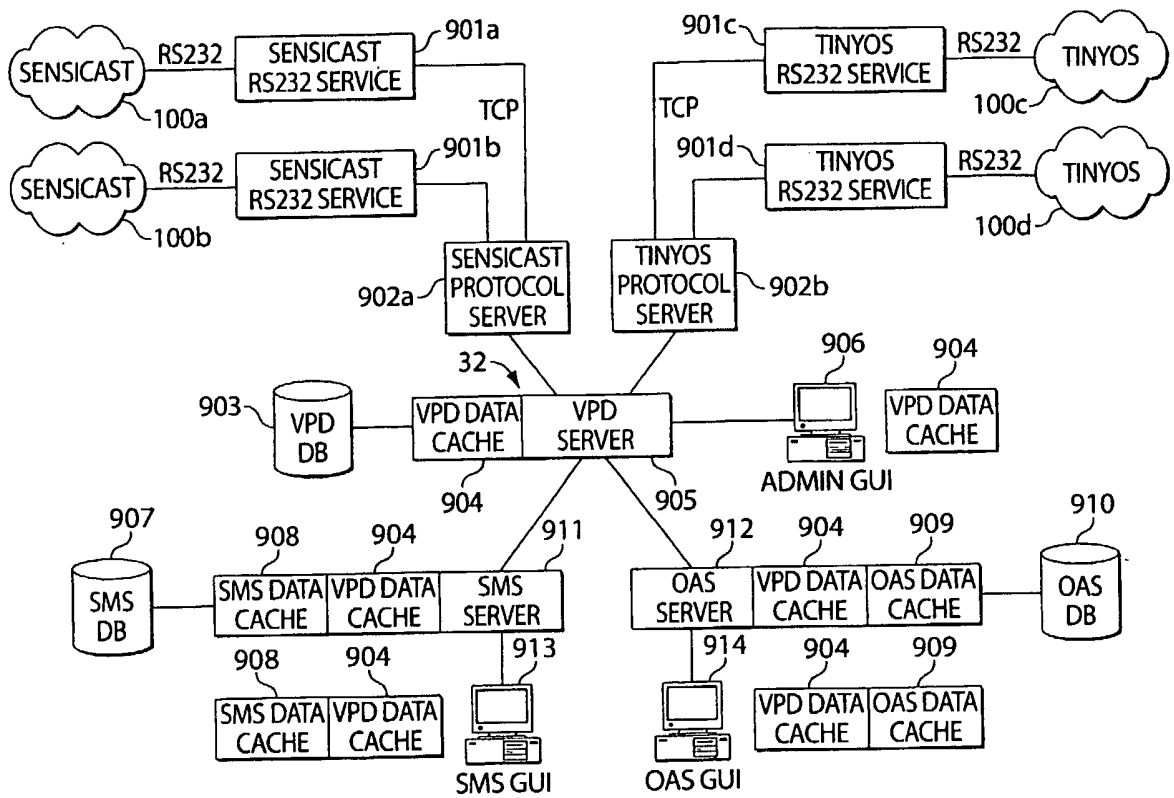 SENSICAST
RS232
SENSICAST
RS232 SERVICE
901a
100a
901c
TINYOS
RS232 SERVICE
RS232
TINYOS
100c
TCP
TCP
SENSICAST
RS232
SENSICAST
RS232 SERVICE
901b
100b
901d
TINYOS
RS232 SERVICE
RS232
TINYOS
100d
902a
SENSICAST
PROTOCOL
SERVER
TINYOS
PROTOCOL
SERVER
902b
32
903
VPD
DB
VPD DATA
CACHE
904
VPD
SERVER
905
906
ADMIN GUI
904
VPD DATA
CACHE
907
SMS
DB
908
SMS DATA
CACHE
904
VPD DATA
CACHE
911
SMS
SERVER
912
OAS
SERVER
904
VPD DATA
CACHE
909
OAS DATA
CACHE
910
OAS
DB
908
SMS DATA
CACHE
904
VPD DATA
CACHE
913
SMS GUI
914
OAS GUI
904
VPD DATA
CACHE
909
OAS DATA
CACHE